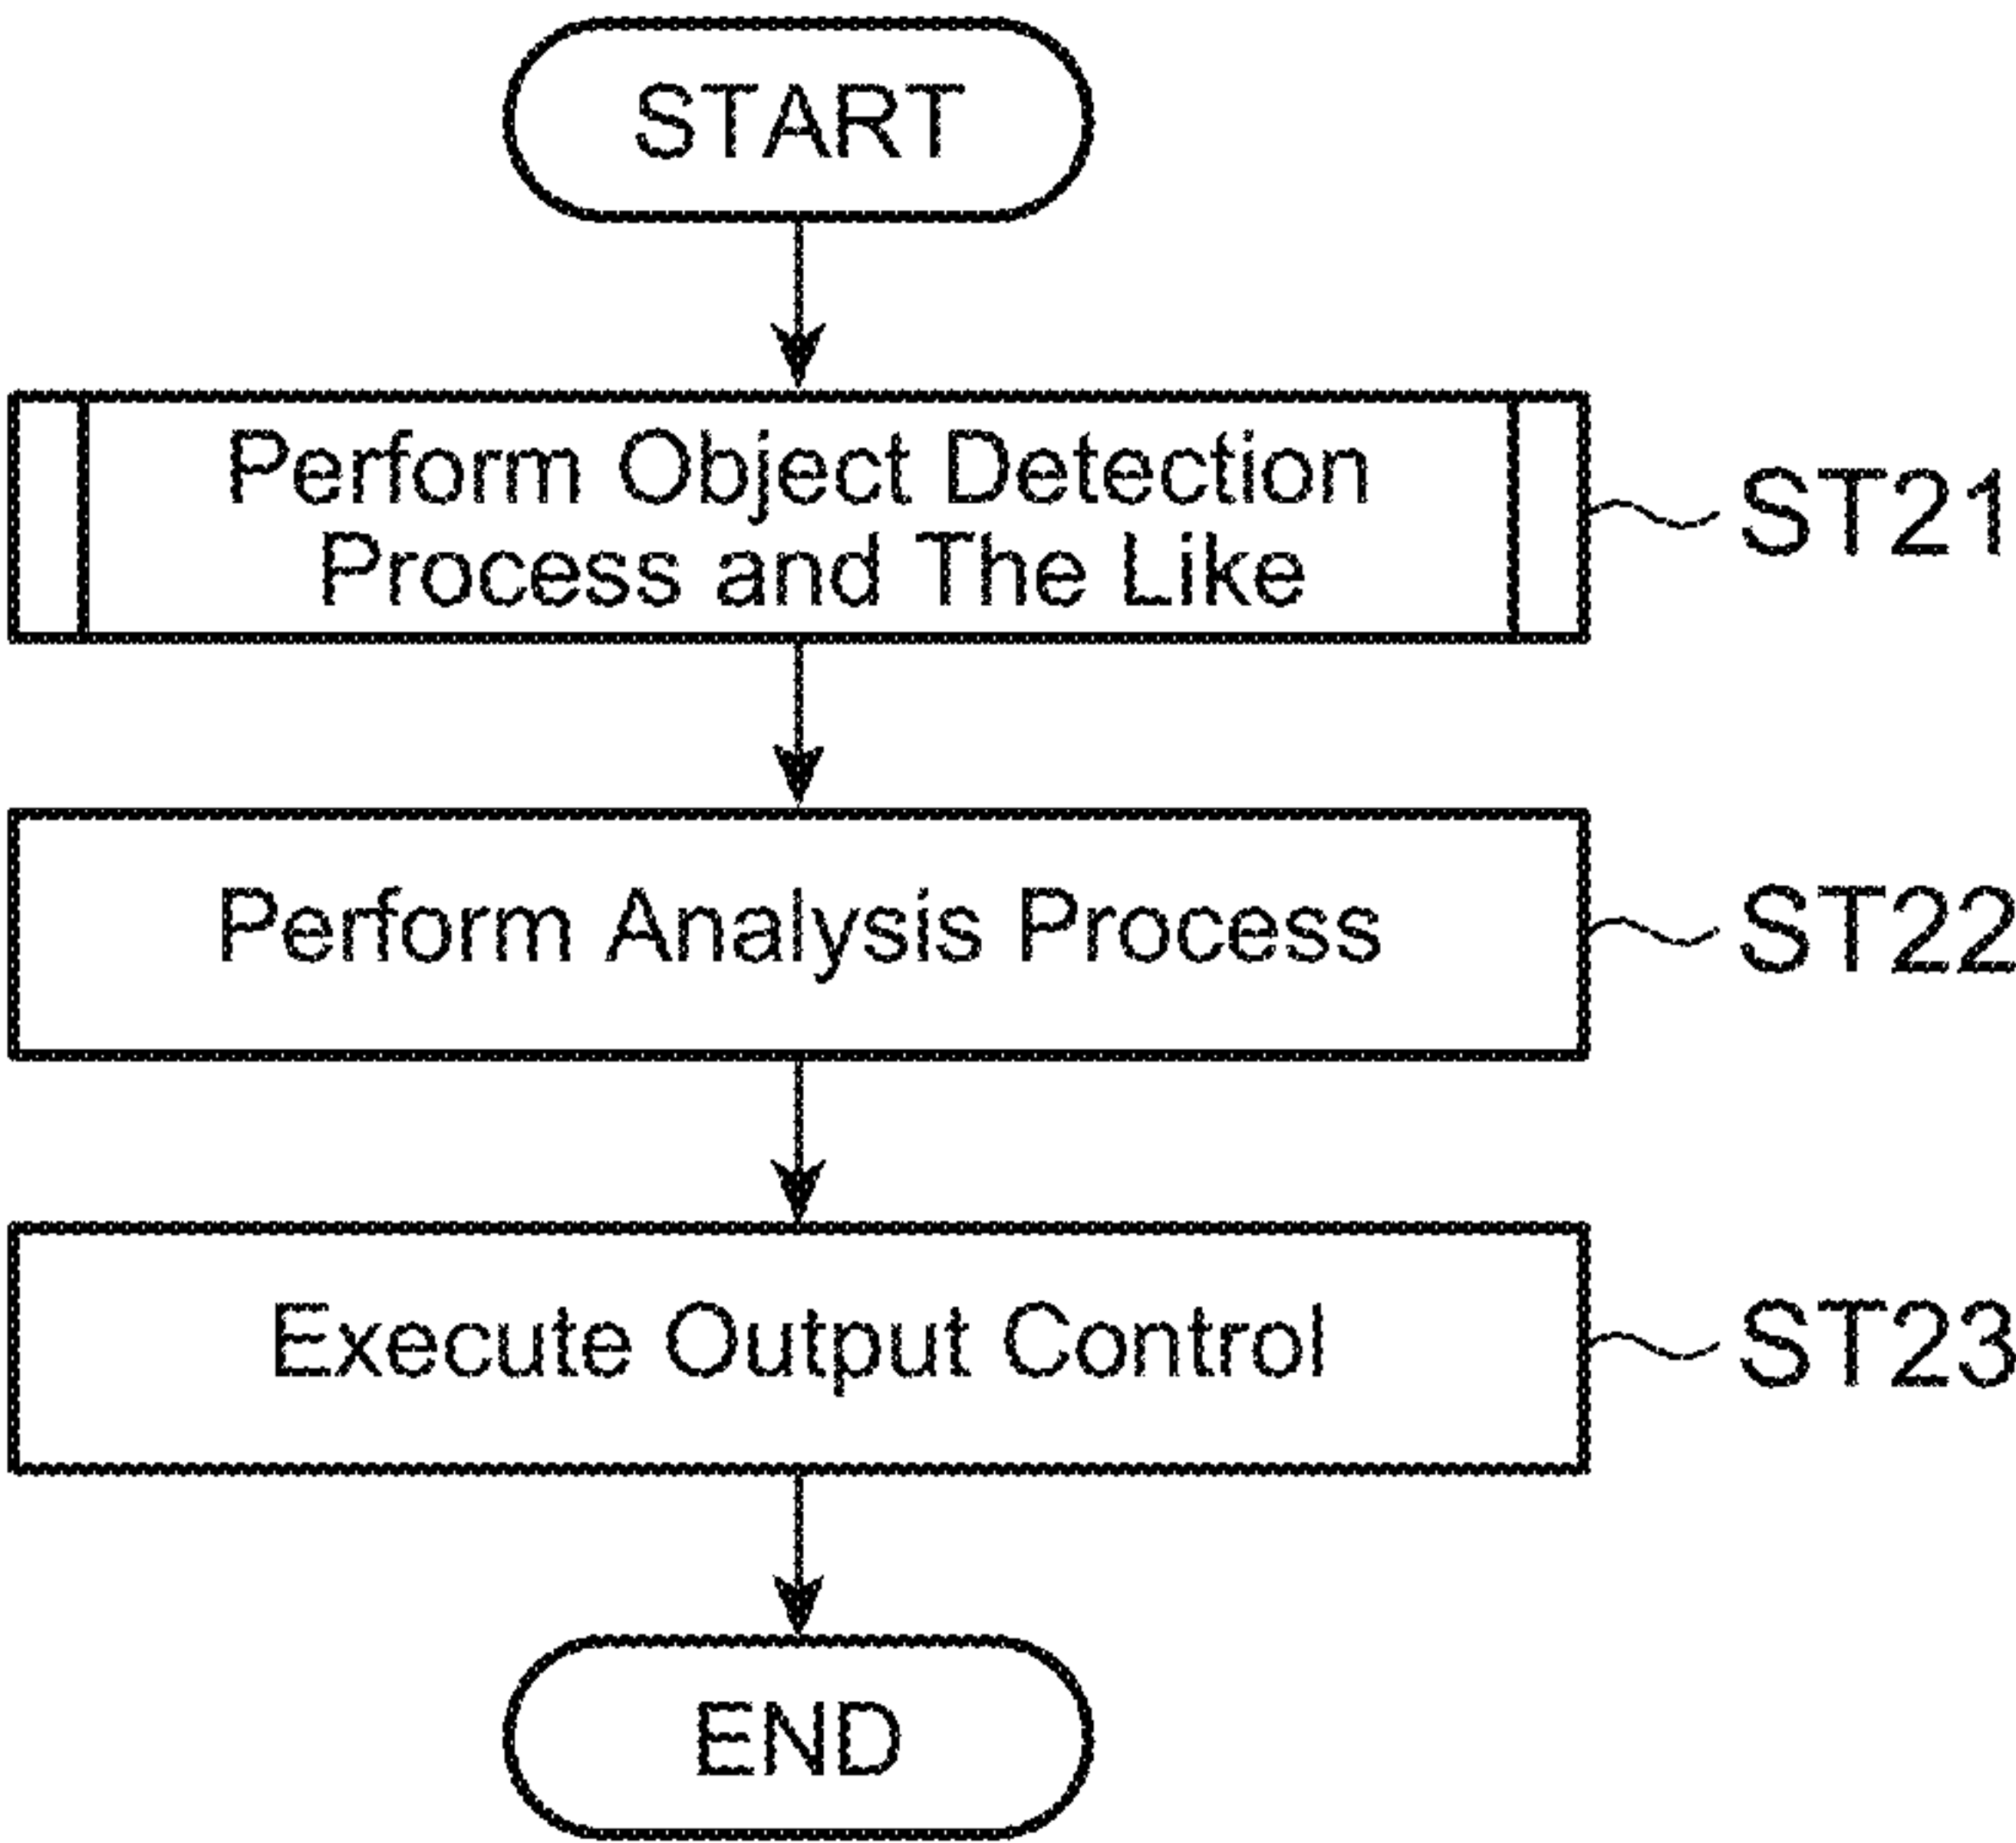 START
Perform Object Detection
Process and The Like
ST21
Perform Analysis Process
ST22
Execute Output Control
ST23
END